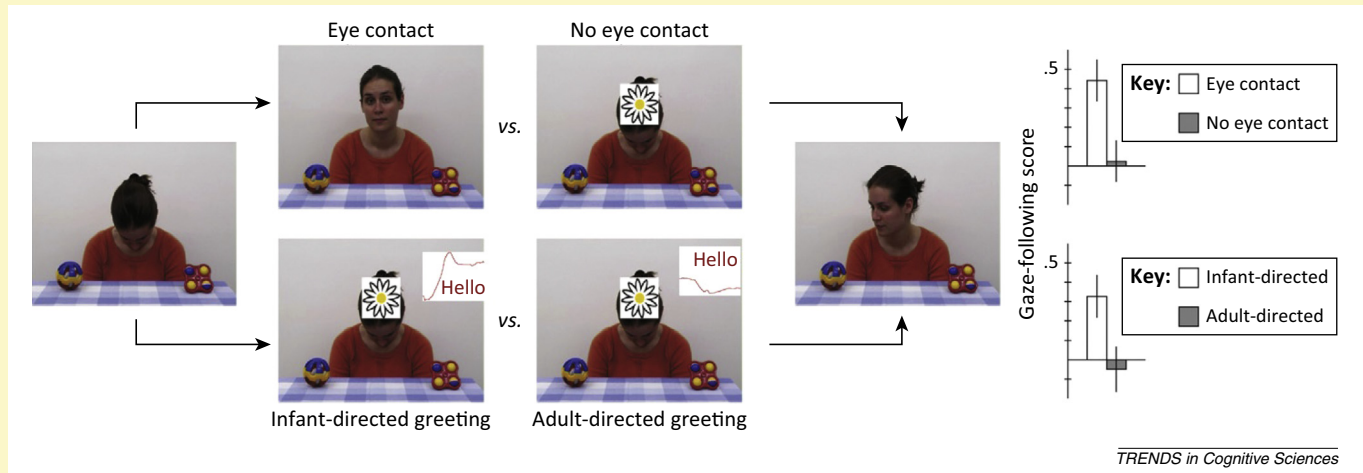 Eye contact
No eye contact
vs.
Hello
Hello
vs.
Infant-directed greeting
Adult-directed greeting
Gaze-following score
.5
Key: Eye contact
No eye contact
.5
Key: Infant-directed
Adult-directed
TRENDS in Cognitive Sciences